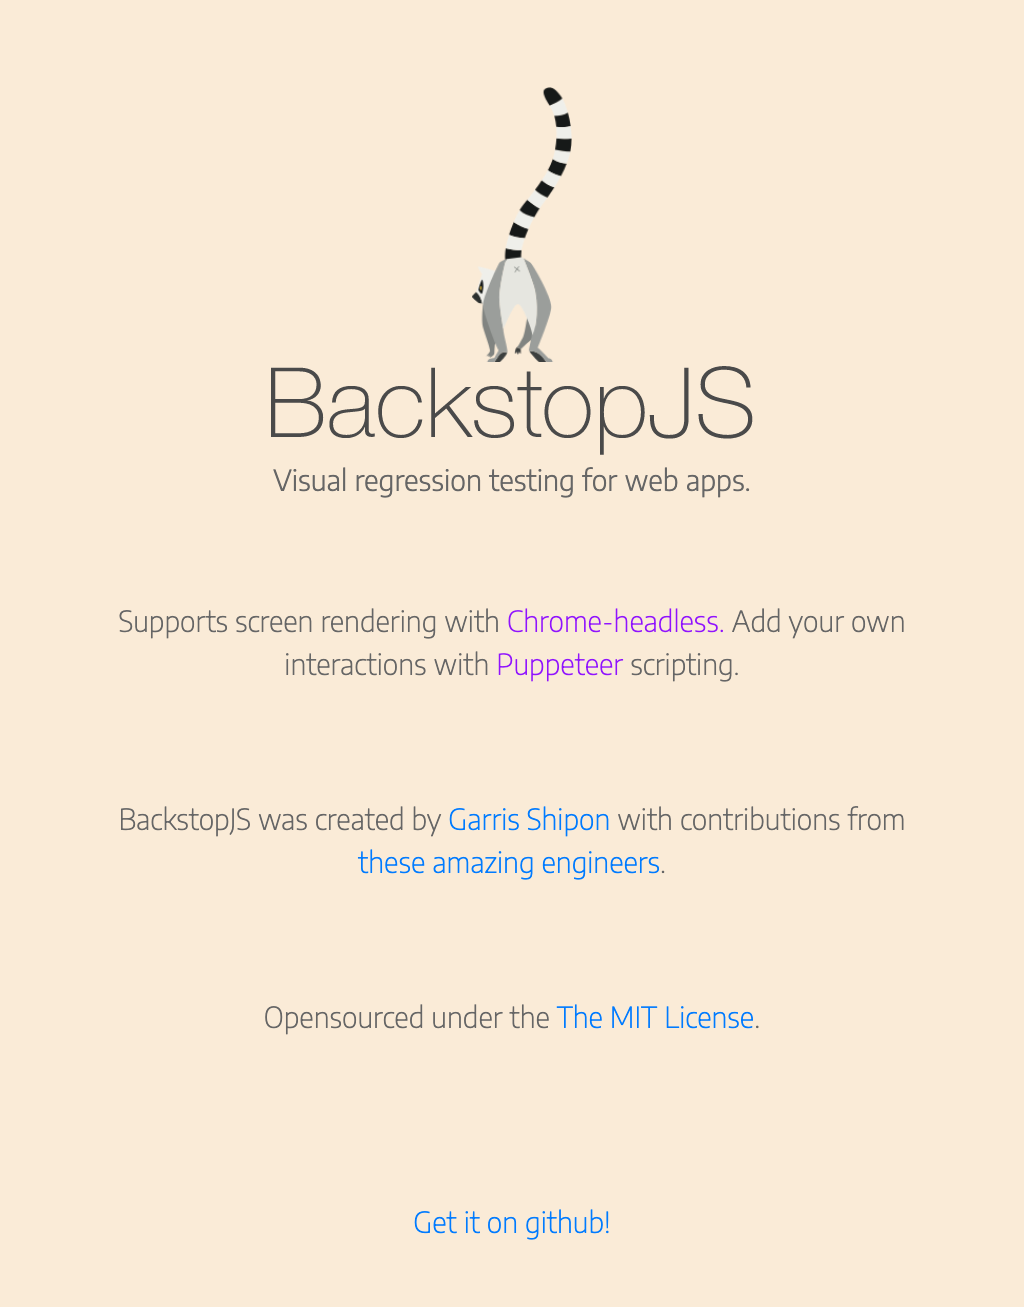 BackstopJS
Visual regression testing for web apps.
Supports screen rendering with Chrome-headless. Add your own
interactions with Puppeteer scripting.
BackstopJS was created by Garris Shipon with contributions from
these amazing engineers.
Opensourced under the The MIT License.
Get it on github!